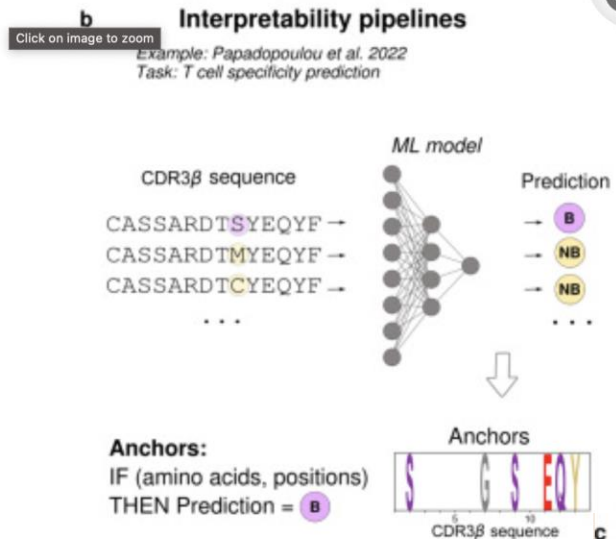 b
Interpretability pipelines
Click on image to zoom
Example: Papadopoulou et al. 2022
Task: T cell specificity prediction
ML model
CDR3β sequence
Prediction
CASSARDTSYEQYF → → B
CASSARDTMYEQYF → → NB
CASSARDTCYEQYF → → NB
... ...
Anchors:
IF (amino acids, positions)
THEN Prediction = B
Anchors
S G S E Q Y
5 10
CDR3β sequence
c